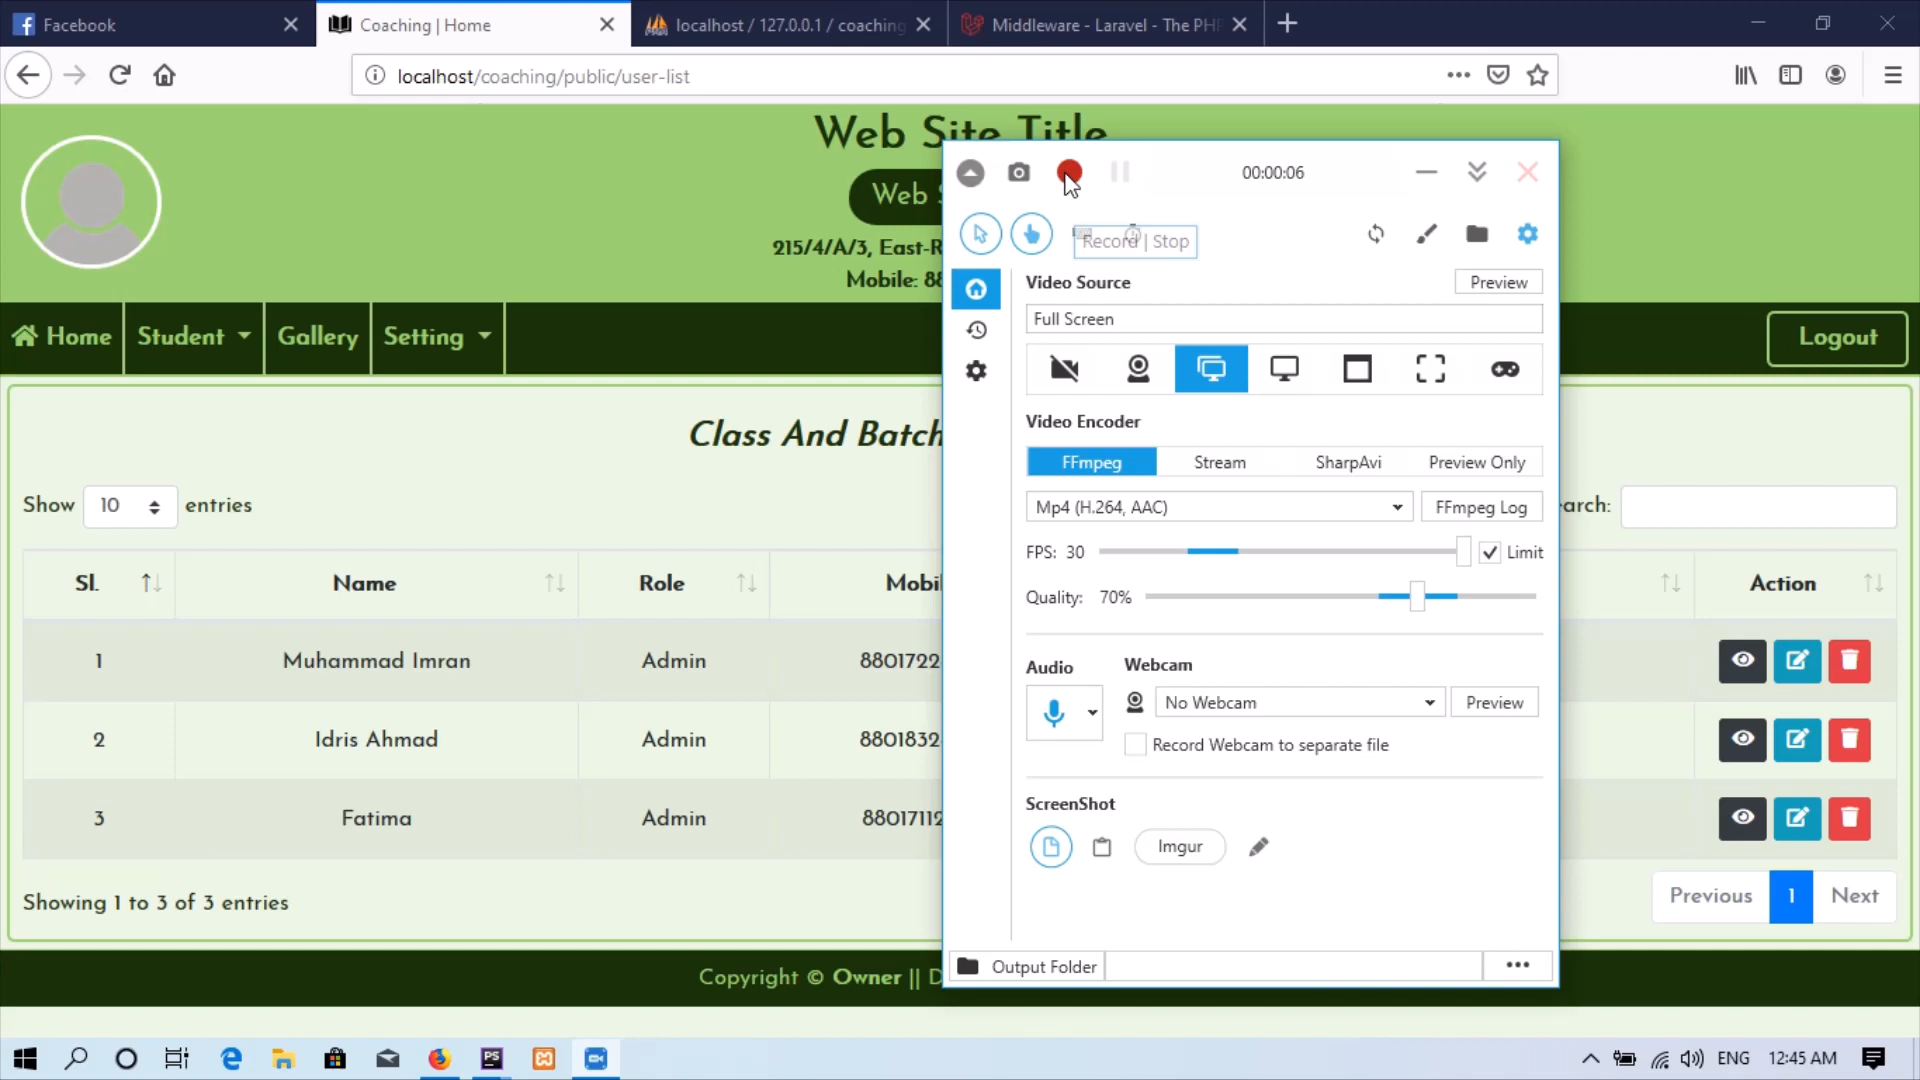 Facebook
Coaching | Home
localhost / 127.0.0.1 / coaching
Middleware - Laravel - The PHP
localhost/coaching/public/user-list
Web Site Title
Web S
215/4/A/3, East-R
Mobile: 88
Home
Student
Gallery
Setting
Logout
Class And Batch
Show 10 entries
arch:
Sl.
Name
Role
Mobil
Action
1
Muhammad Imran
Admin
8801722
2
Idris Ahmad
Admin
8801832
3
Fatima
Admin
88017112
Showing 1 to 3 of 3 entries
Previous 1 Next
Copyright © Owner || D
00:00:06
Record | Stop
Video Source
Preview
Full Screen
Video Encoder
FFmpeg
Stream
SharpAvi
Preview Only
Mp4 (H.264, AAC)
FFmpeg Log
FPS: 30
Limit
Quality: 70%
Audio
Webcam
No Webcam
Preview
Record Webcam to separate file
ScreenShot
Imgur
Output Folder
PS
ENG
12:45 AM